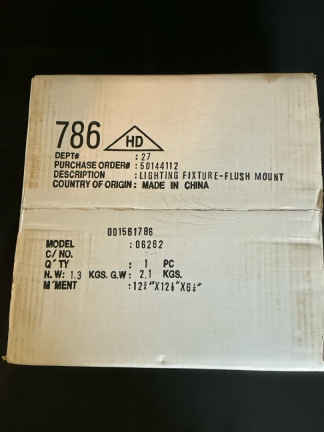 786 HD
DEPT# : 27
PURCHASE ORDER# : 50144112
DESCRIPTION : LIGHTING FIXTURE-FLUSH MOUNT
COUNTRY OF ORIGIN : MADE IN CHINA
001561786
MODEL : 06262
C/ NO.
Q'TY : 1 PC
N. W: 1.3 KGS. G.W: 2.1 KGS.
M'MENT